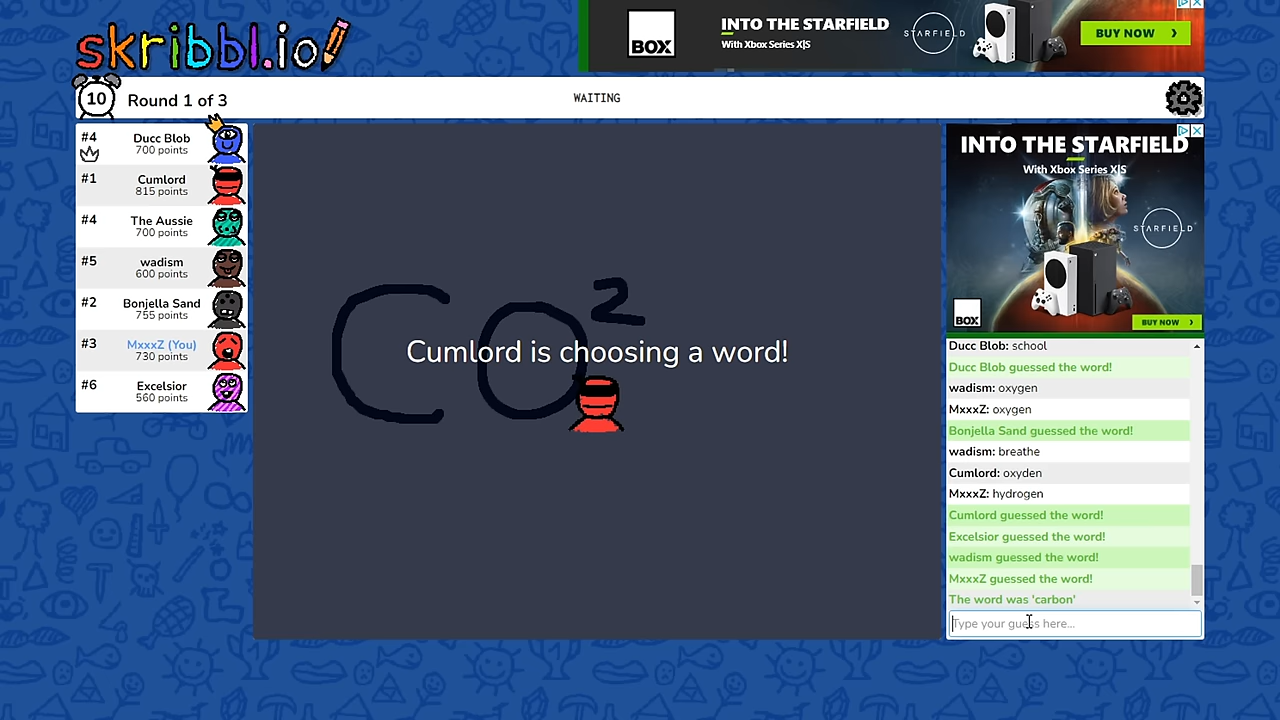 skribbl.io
XBOX
INTO THE STARFIELD
With Xbox Series X|S
STARFIELD
BUY NOW
10
Round 1 of 3
WAITING
#4
Ducc Blob
700 points
#1
Cumlord
815 points
#4
The Aussie
700 points
#5
wadism
600 points
#2
Bonjella Sand
755 points
#3
MxxxZ (You)
730 points
#6
Excelsior
560 points
CO2
Cumlord is choosing a word!
INTO THE STARFIELD
With Xbox Series X|S
STARFIELD
BOX
BUY NOW
Ducc Blob: school
Ducc Blob guessed the word!
wadism: oxygen
MxxxZ: oxygen
Bonjella Sand guessed the word!
wadism: breathe
Cumlord: oxyden
MxxxZ: hydrogen
Cumlord guessed the word!
Excelsior guessed the word!
wadism guessed the word!
MxxxZ guessed the word!
The word was 'carbon'
Type your guess here...